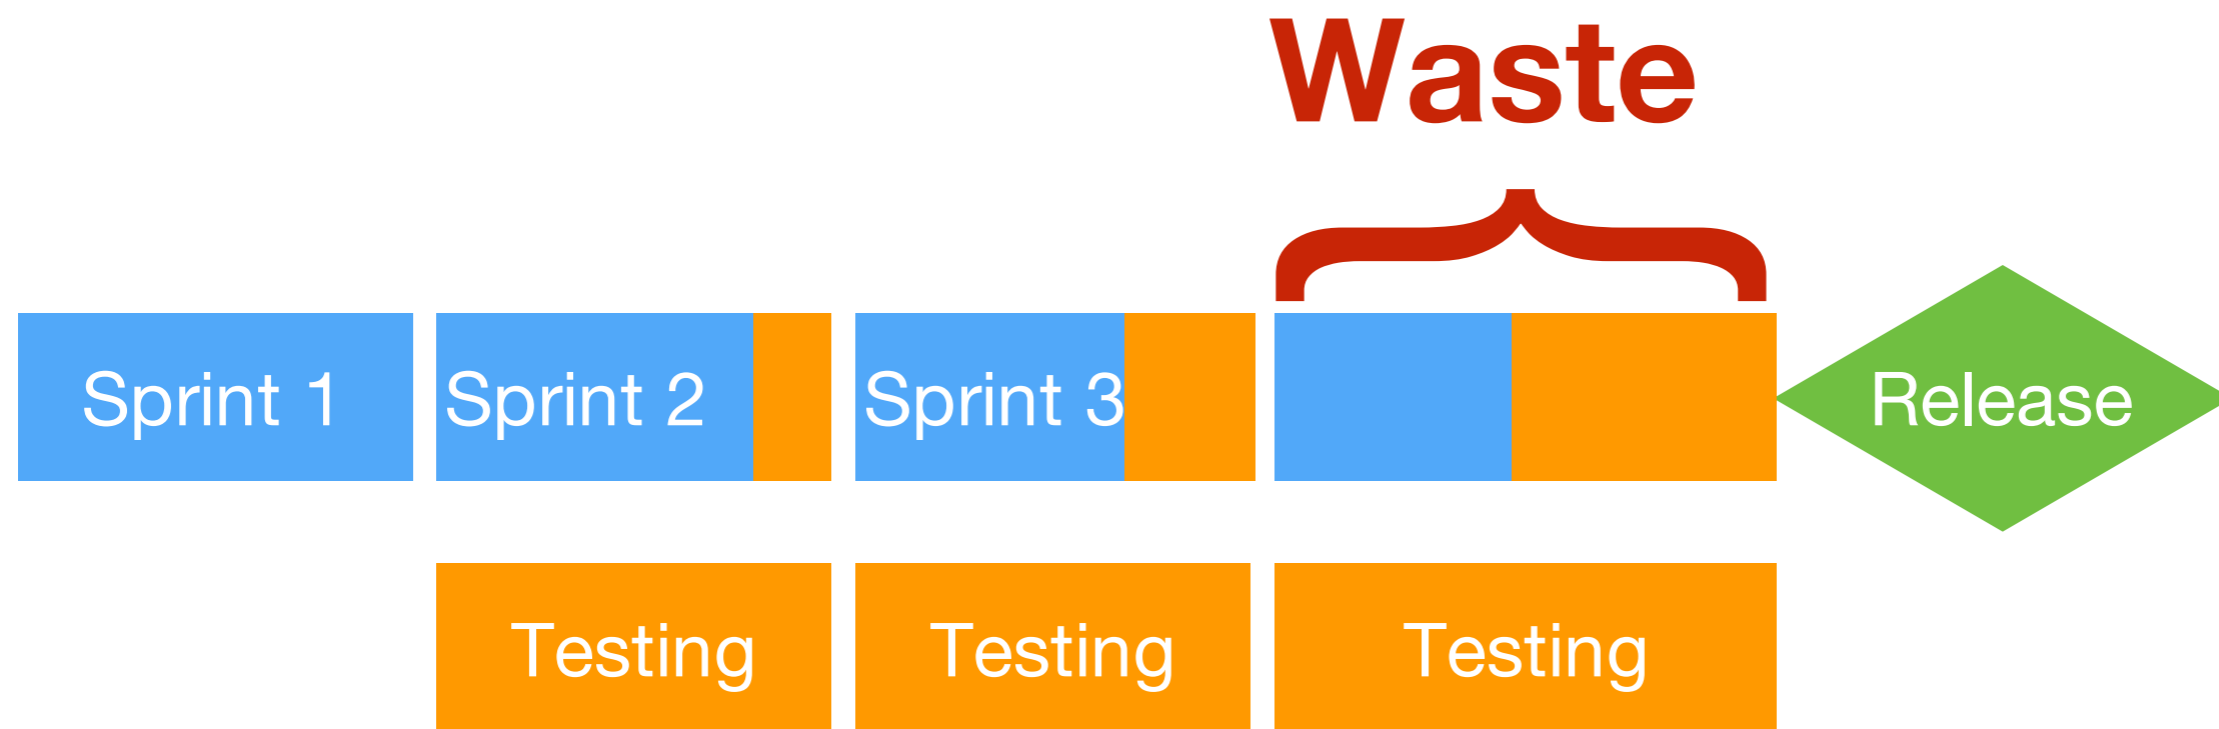 Waste
Sprint 1
Sprint 2
Sprint 3
Release
Testing
Testing
Testing